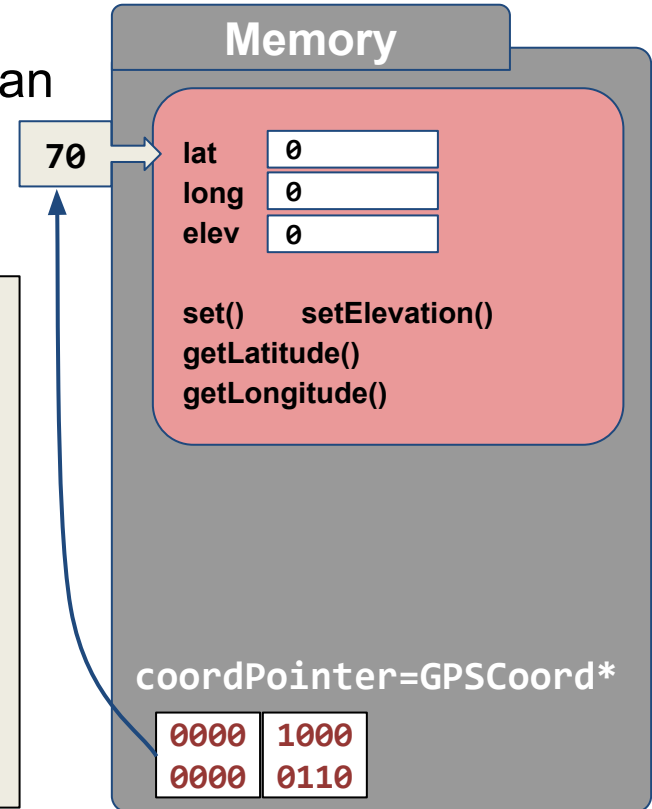 Memory
an
70
lat 0
long 0
elev 0
set() setElevation()
getLatitude()
getLongitude()
coordPointer=GPSCoord*
0000 1000
0000 0110